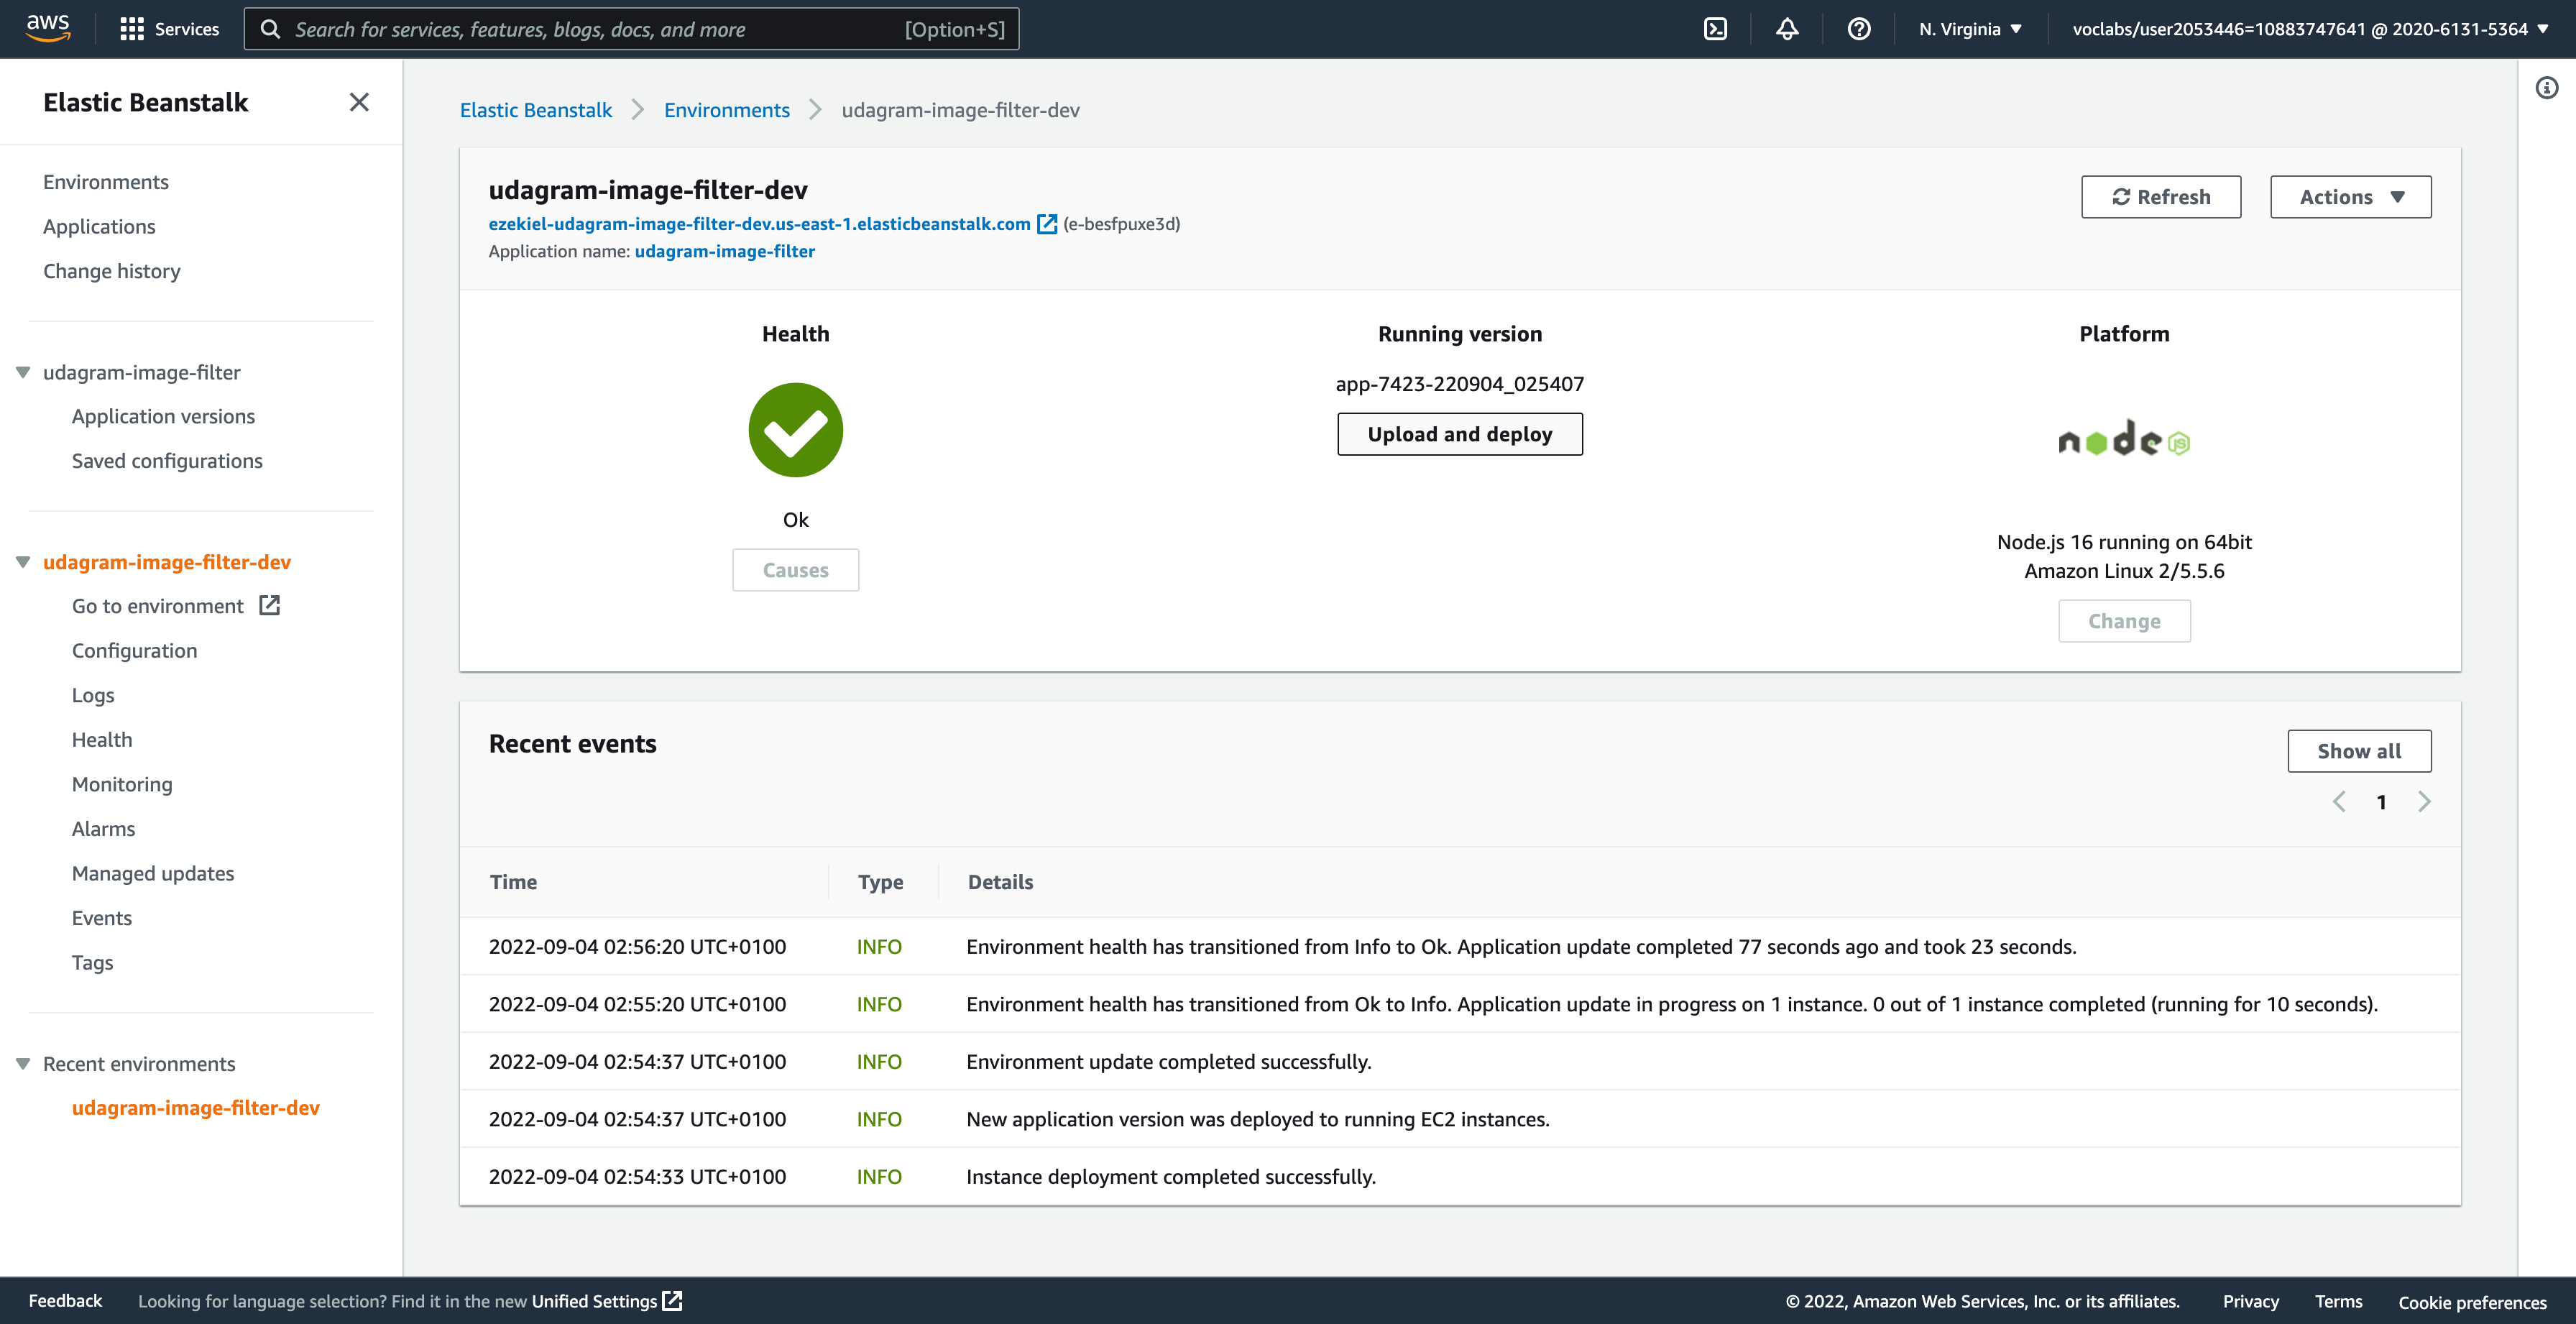 aws
Services
Search for services, features, blogs, docs, and more
[Option+S]
N. Virginia
voclabs/user2053446=10883747641 @ 2020-6131-5364
Elastic Beanstalk
Environments
Applications
Change history
udagram-image-filter
Application versions
Saved configurations
udagram-image-filter-dev
Go to environment
Configuration
Logs
Health
Monitoring
Alarms
Managed updates
Events
Tags
Recent environments
udagram-image-filter-dev
Elastic Beanstalk
Environments
udagram-image-filter-dev
udagram-image-filter-dev
ezekiel-udagram-image-filter-dev.us-east-1.elasticbeanstalk.com (e-besfpuxe3d)
Application name: udagram-image-filter
Refresh
Actions
Health
Ok
Causes
Running version
app-7423-220904_025407
Upload and deploy
Platform
node JS
Node.js 16 running on 64bit
Amazon Linux 2/5.5.6
Change
Recent events
Show all
1
Time Type Details
2022-09-04 02:56:20 UTC+0100 INFO Environment health has transitioned from Info to Ok. Application update completed 77 seconds ago and took 23 seconds.
2022-09-04 02:55:20 UTC+0100 INFO Environment health has transitioned from Ok to Info. Application update in progress on 1 instance. 0 out of 1 instance completed (running for 10 seconds).
2022-09-04 02:54:37 UTC+0100 INFO Environment update completed successfully.
2022-09-04 02:54:37 UTC+0100 INFO New application version was deployed to running EC2 instances.
2022-09-04 02:54:33 UTC+0100 INFO Instance deployment completed successfully.
Feedback
Looking for language selection? Find it in the new Unified Settings
© 2022, Amazon Web Services, Inc. or its affiliates.
Privacy
Terms
Cookie preferences